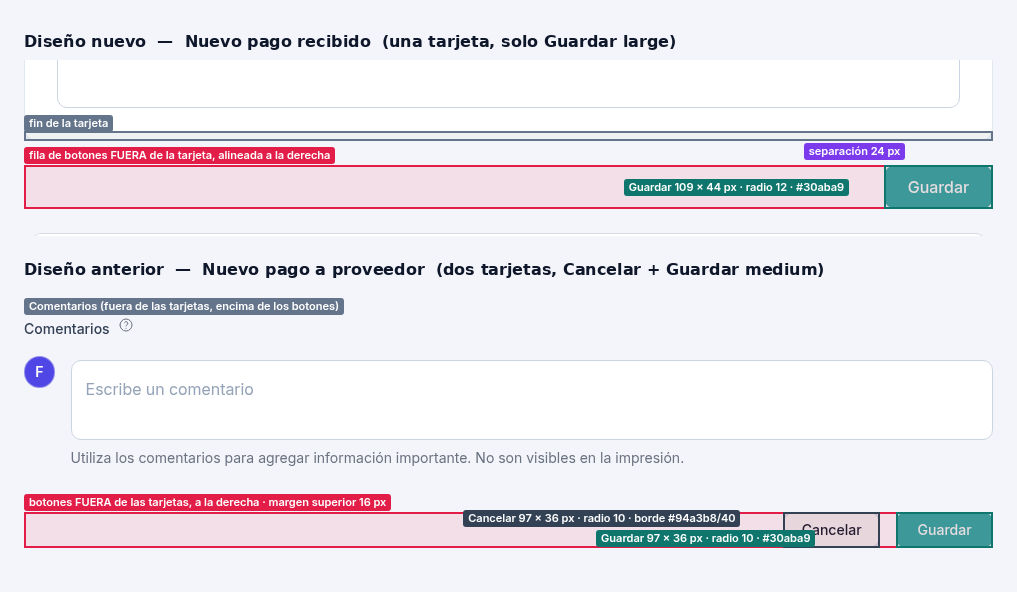 Diseño nuevo — Nuevo pago recibido (una tarjeta, solo Guardar large)
fin de la tarjeta
fila de botones FUERA de la tarjeta, alineada a la derecha
separación 24 px
Guardar 109 × 44 px · radio 12 · #30aba9
Guardar
Diseño anterior — Nuevo pago a proveedor (dos tarjetas, Cancelar + Guardar medium)
Comentarios (fuera de las tarjetas, encima de los botones)
Comentarios ?
F
Escribe un comentario
Utiliza los comentarios para agregar información importante. No son visibles en la impresión.
botones FUERA de las tarjetas, a la derecha · margen superior 16 px
Cancelar 97 × 36 px · radio 10 · borde #94a3b8/40
Cancelar
Guardar
Guardar 97 × 36 px · radio 10 · #30aba9